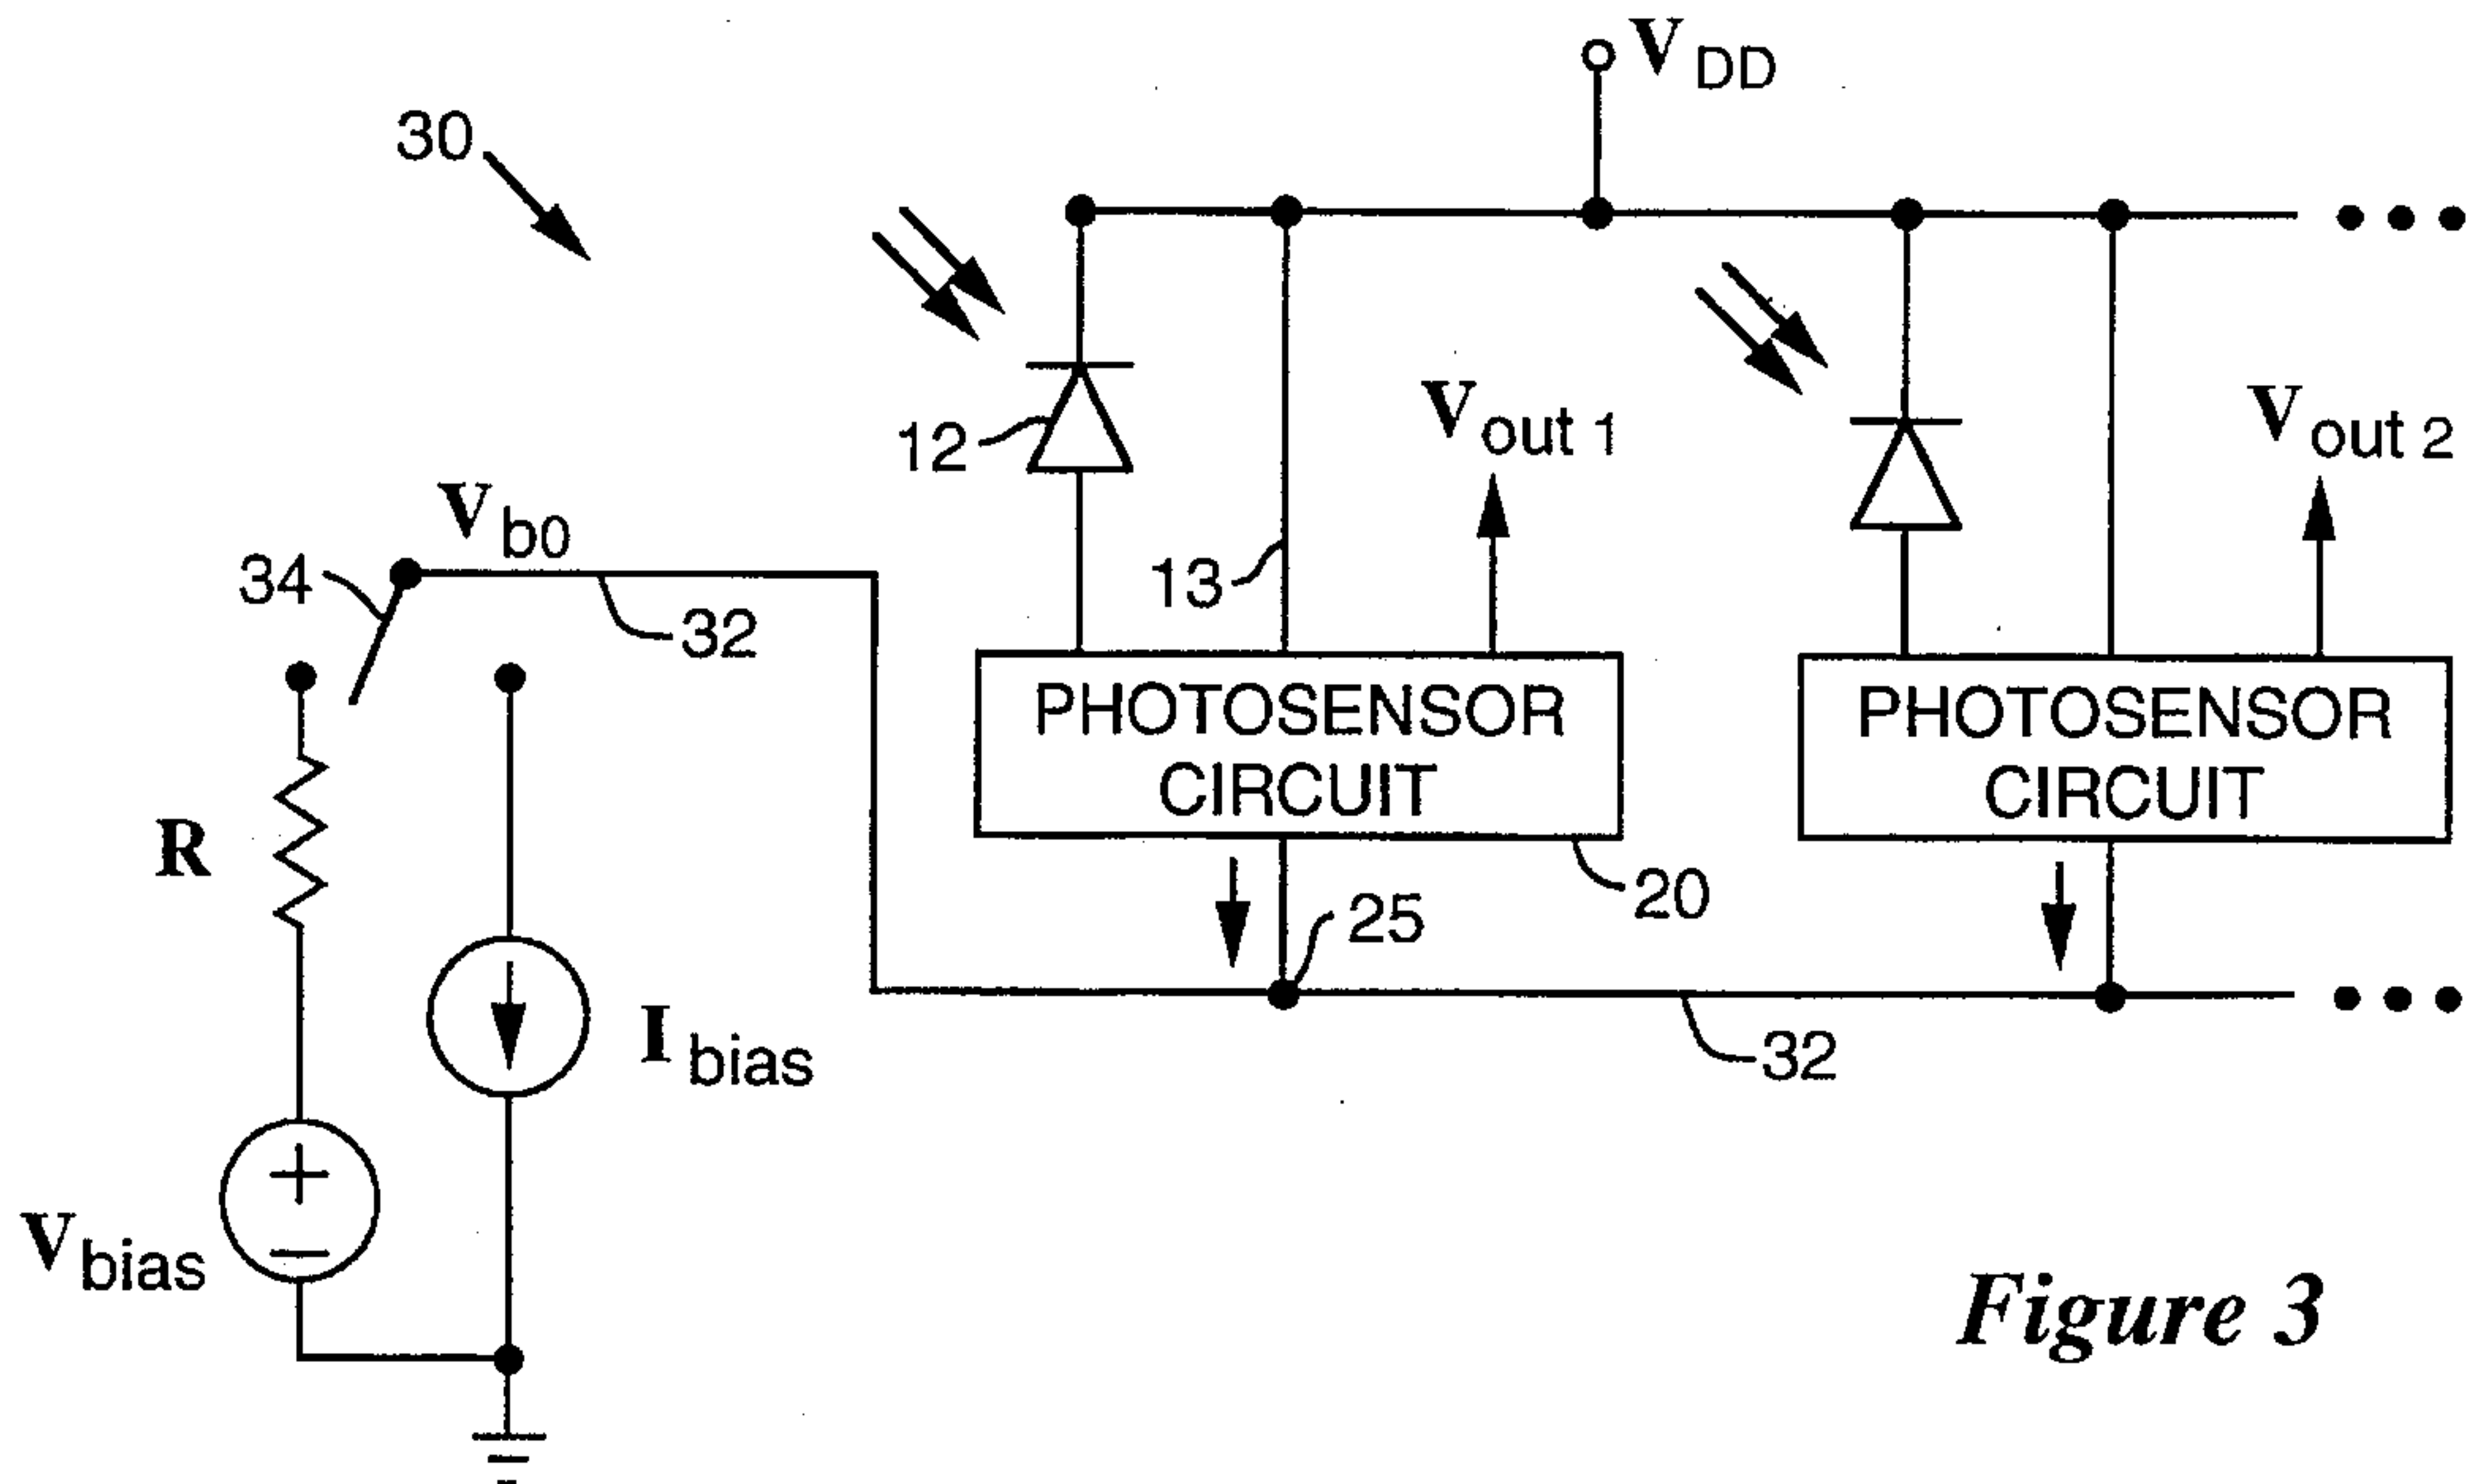 V DD
30
12
13
V out 1
V out 2
V b0
34
32
PHOTOSENSOR
CIRCUIT
PHOTOSENSOR
CIRCUIT
R
20
25
I bias
32
+
−
V bias
Figure 3